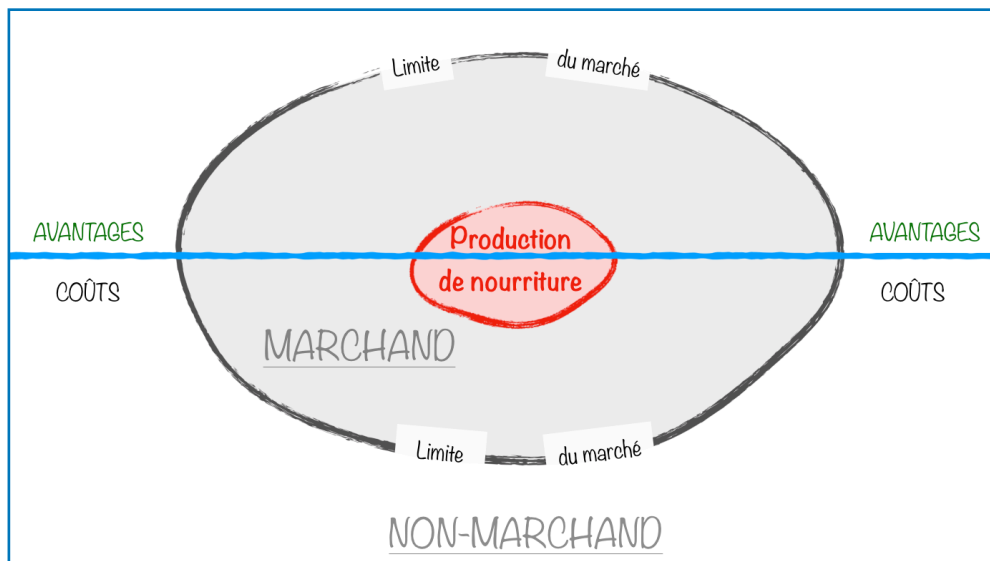 Limite du marché
AVANTAGES
AVANTAGES
Production
de nourriture
COÛTS
COÛTS
MARCHAND
Limite du marché
NON-MARCHAND